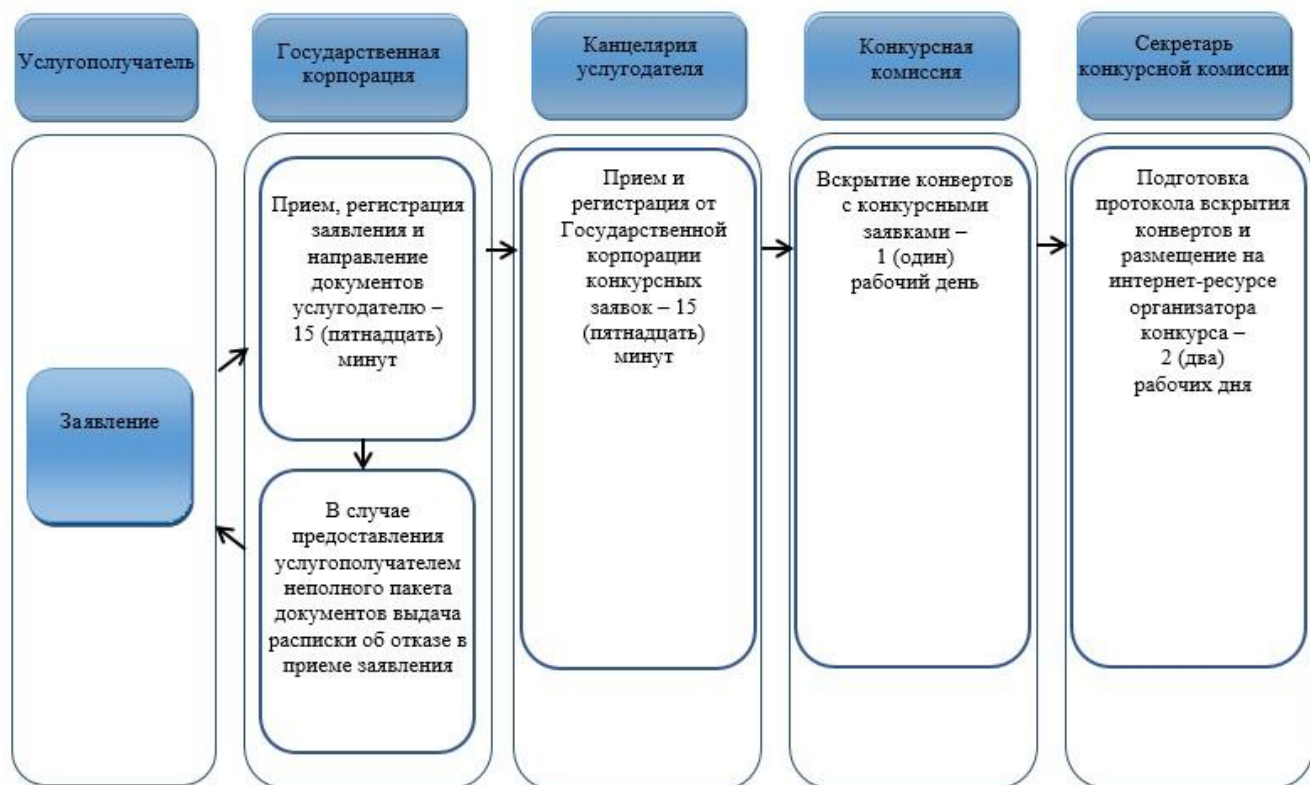 Услугополучатель
Государственная
корпорация
Канцелярия
услугодателя
Конкурсная
комиссия
Секретарь
конкурсной комиссии
Заявление
Прием, регистрация
заявления и
направление
документов
услугодателю –
15 (пятнадцать)
минут
В случае
предоставления
услугополучателем
неполного пакета
документов выдача
расписки об отказе в
приеме заявления
Прием и
регистрация от
Государственной
корпорации
конкурсных
заявок – 15
(пятнадцать)
минут
Вскрытие конвертов
с конкурсными
заявками –
1 (один)
рабочий день
Подготовка
протокола вскрытия
конвертов и
размещение на
интернет-ресурсе
организатора
конкурса –
2 (два)
рабочих дня